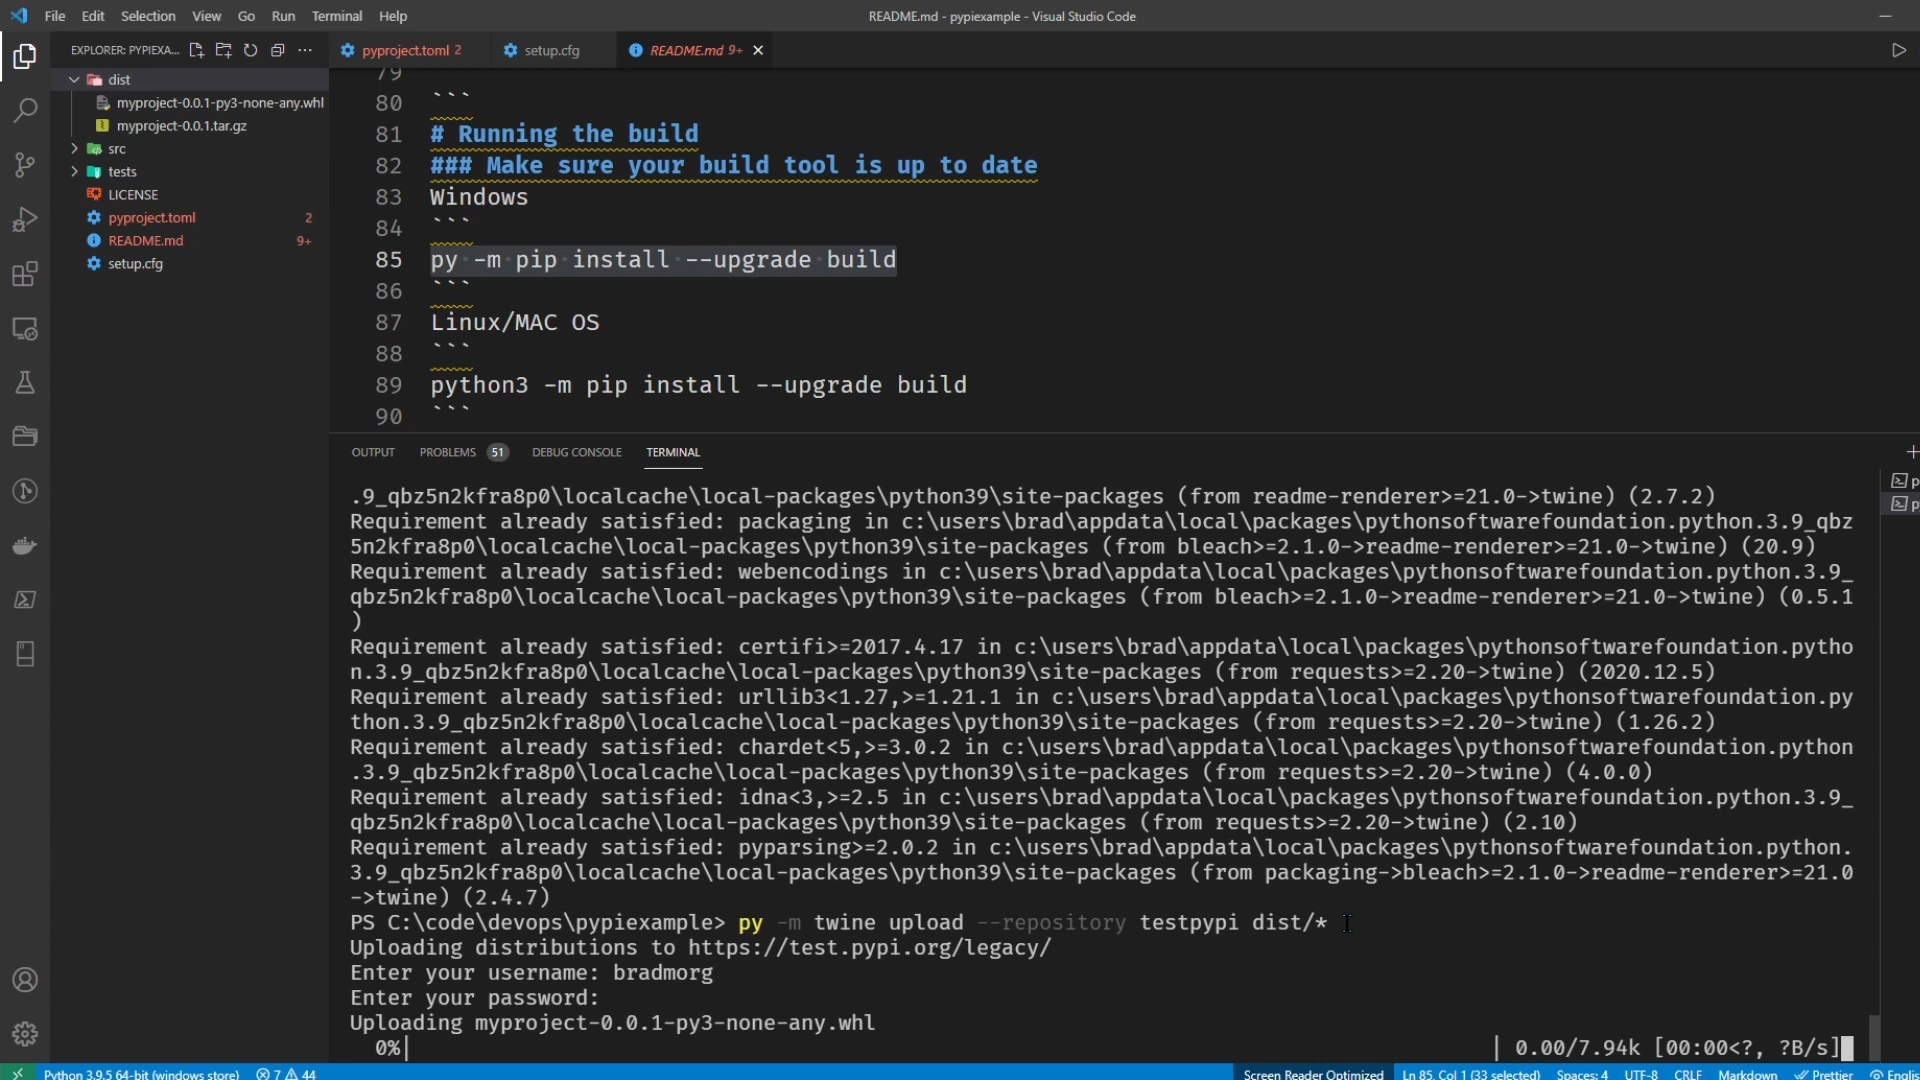 File Edit Selection View Go Run Terminal Help
README.md - pypiexample - Visual Studio Code
EXPLORER: PYPIEXA...
dist
myproject-0.0.1-py3-none-any.whl
myproject-0.0.1.tar.gz
src
tests
LICENSE
pyproject.toml 2
README.md 9+
setup.cfg
pyproject.toml 2 setup.cfg README.md 9+
79
80 ```
81 # Running the build
82 ### Make sure your build tool is up to date
83 Windows
84 ```
85 py -m pip install --upgrade build
86 ```
87 Linux/MAC OS
88 ```
89 python3 -m pip install --upgrade build
90 ```
OUTPUT PROBLEMS 51 DEBUG CONSOLE TERMINAL
.9_qbz5n2kfra8p0\localcache\local-packages\python39\site-packages (from readme-renderer>=21.0->twine) (2.7.2)
Requirement already satisfied: packaging in c:\users\brad\appdata\local\packages\pythonsoftwarefoundation.python.3.9_qbz
5n2kfra8p0\localcache\local-packages\python39\site-packages (from bleach>=2.1.0->readme-renderer>=21.0->twine) (20.9)
Requirement already satisfied: webencodings in c:\users\brad\appdata\local\packages\pythonsoftwarefoundation.python.3.9_
qbz5n2kfra8p0\localcache\local-packages\python39\site-packages (from bleach>=2.1.0->readme-renderer>=21.0->twine) (0.5.1
)
Requirement already satisfied: certifi>=2017.4.17 in c:\users\brad\appdata\local\packages\pythonsoftwarefoundation.pytho
n.3.9_qbz5n2kfra8p0\localcache\local-packages\python39\site-packages (from requests>=2.20->twine) (2020.12.5)
Requirement already satisfied: urllib3<1.27,>=1.21.1 in c:\users\brad\appdata\local\packages\pythonsoftwarefoundation.py
thon.3.9_qbz5n2kfra8p0\localcache\local-packages\python39\site-packages (from requests>=2.20->twine) (1.26.2)
Requirement already satisfied: chardet<5,>=3.0.2 in c:\users\brad\appdata\local\packages\pythonsoftwarefoundation.python
.3.9_qbz5n2kfra8p0\localcache\local-packages\python39\site-packages (from requests>=2.20->twine) (4.0.0)
Requirement already satisfied: idna<3,>=2.5 in c:\users\brad\appdata\local\packages\pythonsoftwarefoundation.python.3.9_
qbz5n2kfra8p0\localcache\local-packages\python39\site-packages (from requests>=2.20->twine) (2.10)
Requirement already satisfied: pyparsing>=2.0.2 in c:\users\brad\appdata\local\packages\pythonsoftwarefoundation.python.
3.9_qbz5n2kfra8p0\localcache\local-packages\python39\site-packages (from packaging->bleach>=2.1.0->readme-renderer>=21.0
->twine) (2.4.7)
PS C:\code\devops\pypiexample> py -m twine upload --repository testpypi dist/*
Uploading distributions to https://test.pypi.org/legacy/
Enter your username: bradmorg
Enter your password:
Uploading myproject-0.0.1-py3-none-any.whl
0%| | 0.00/7.94k [00:00<?, ?B/s]
p
p
Python 3.9.5 64-bit (windows store) 7 44 Screen Reader Optimized Ln 85, Col 1 (33 selected) Spaces: 4 UTF-8 CRLF Markdown Prettier Englis